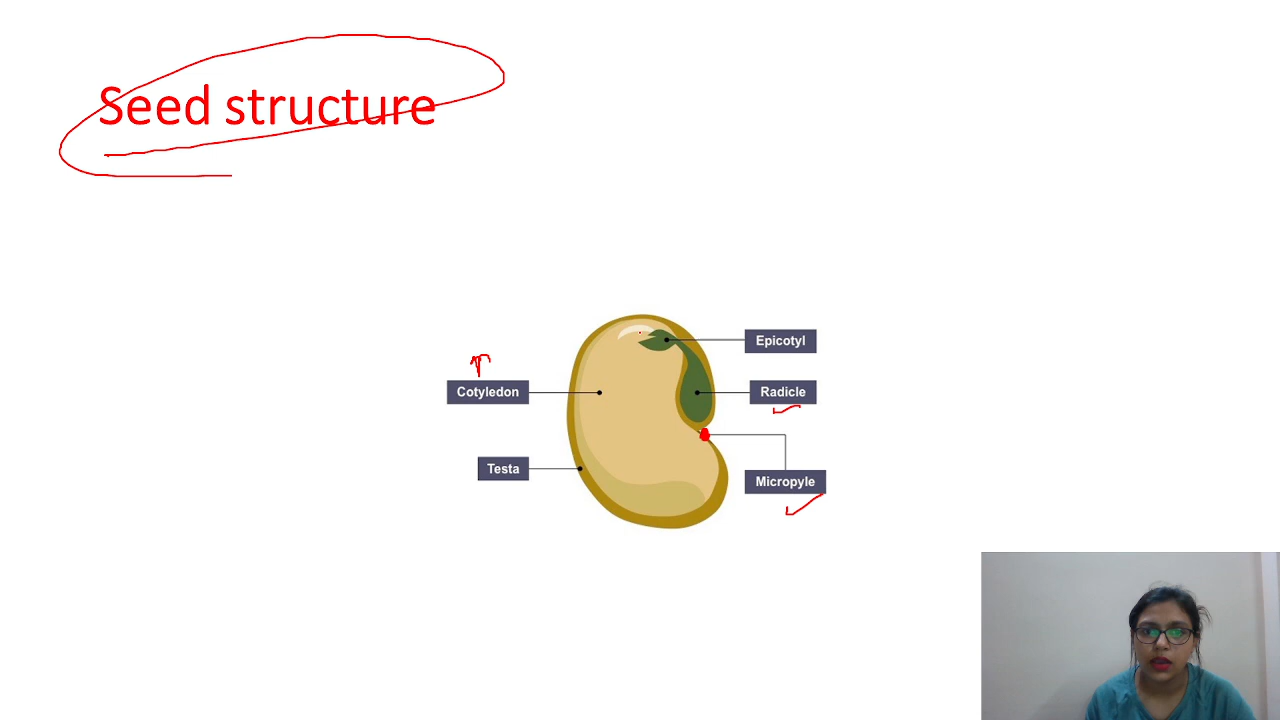 Seed structure
Epicotyl
Cotyledon
Radicle
Testa
Micropyle